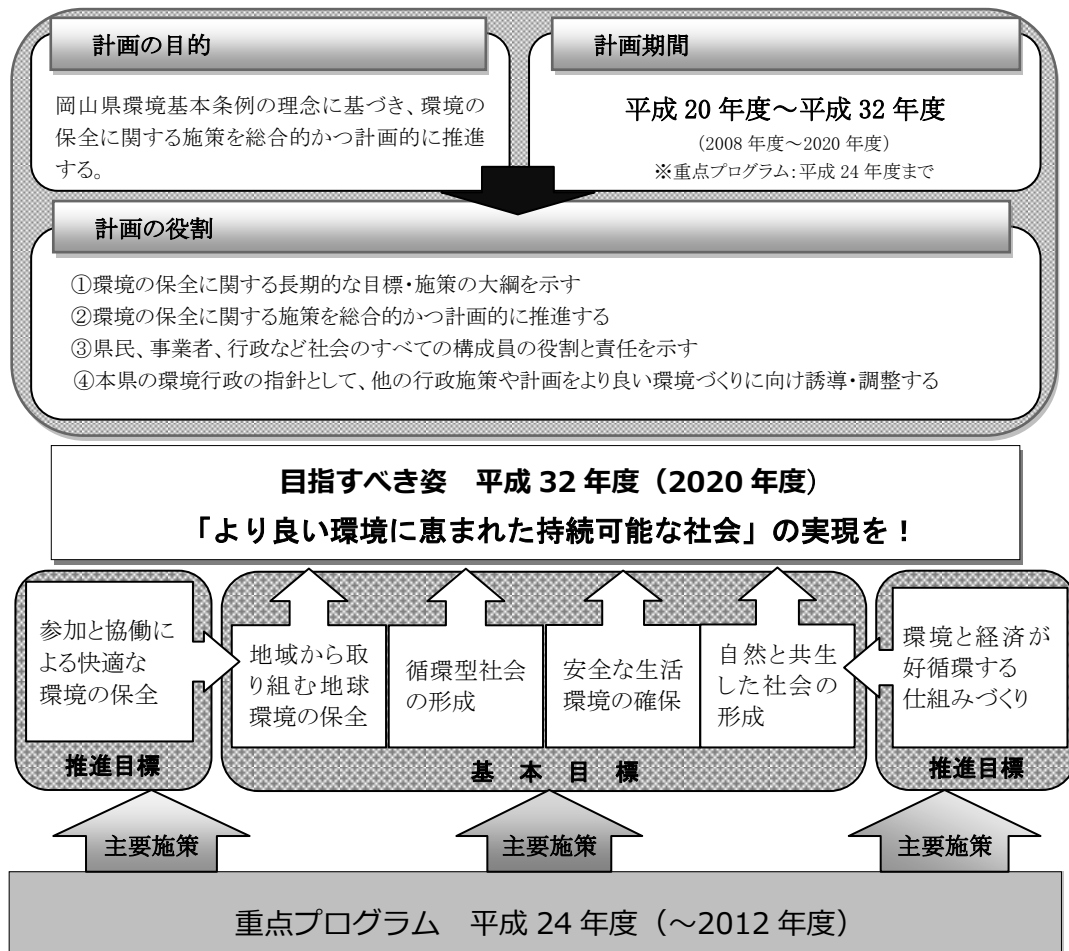 計画の目的
岡山県環境基本条例の理念に基づき、環境の
保全に関する施策を総合的かつ計画的に推進
する。
計画期間
平成 20 年度～平成 32 年度
（2008 年度～2020 年度）
※重点プログラム：平成 24 年度まで
計画の役割
①環境の保全に関する長期的な目標・施策の大綱を示す
②環境の保全に関する施策を総合的かつ計画的に推進する
③県民、事業者、行政など社会のすべての構成員の役割と責任を示す
④本県の環境行政の指針として、他の行政施策や計画をより良い環境づくりに向け誘導・調整する
目指すべき姿　平成 32 年度（2020 年度）
「より良い環境に恵まれた持続可能な社会」の実現を！
参加と協働に
よる快適な
環境の保全
推進目標
地域から取
り組む地球
環境の保全
循環型社会
の形成
安全な生活
環境の確保
自然と共生
した社会の
形成
基 本 目 標
環境と経済が
好循環する
仕組みづくり
推進目標
主要施策
主要施策
主要施策
重点プログラム　平成 24 年度（～2012 年度）